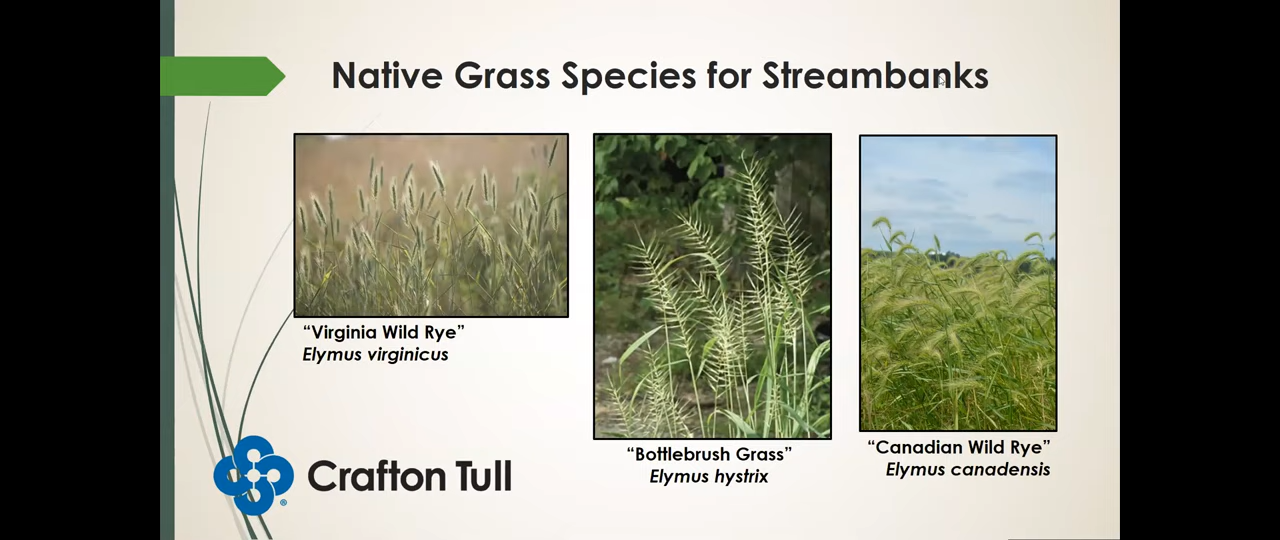 Native Grass Species for Streambanks
“Virginia Wild Rye”
Elymus virginicus
“Bottlebrush Grass”
Elymus hystrix
“Canadian Wild Rye”
Elymus canadensis
Crafton Tull
®